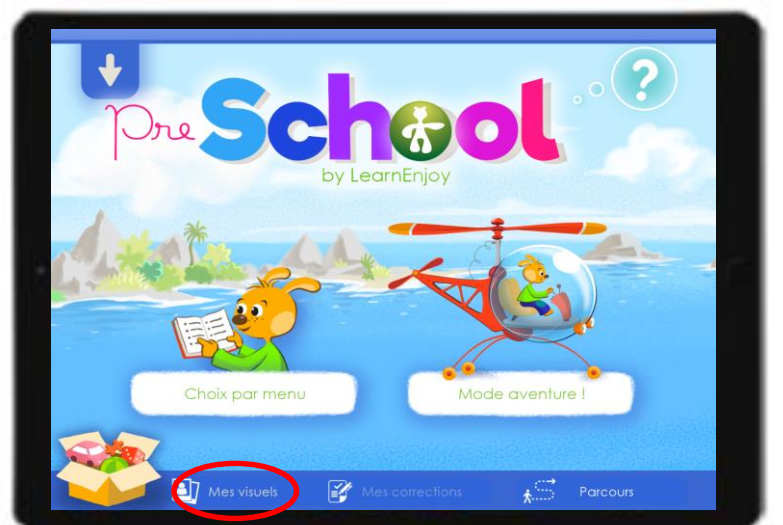 ?
Pre School
by LearnEnjoy
Choix par menu
Mode aventure !
Mes visuels
Mes corrections
Parcours